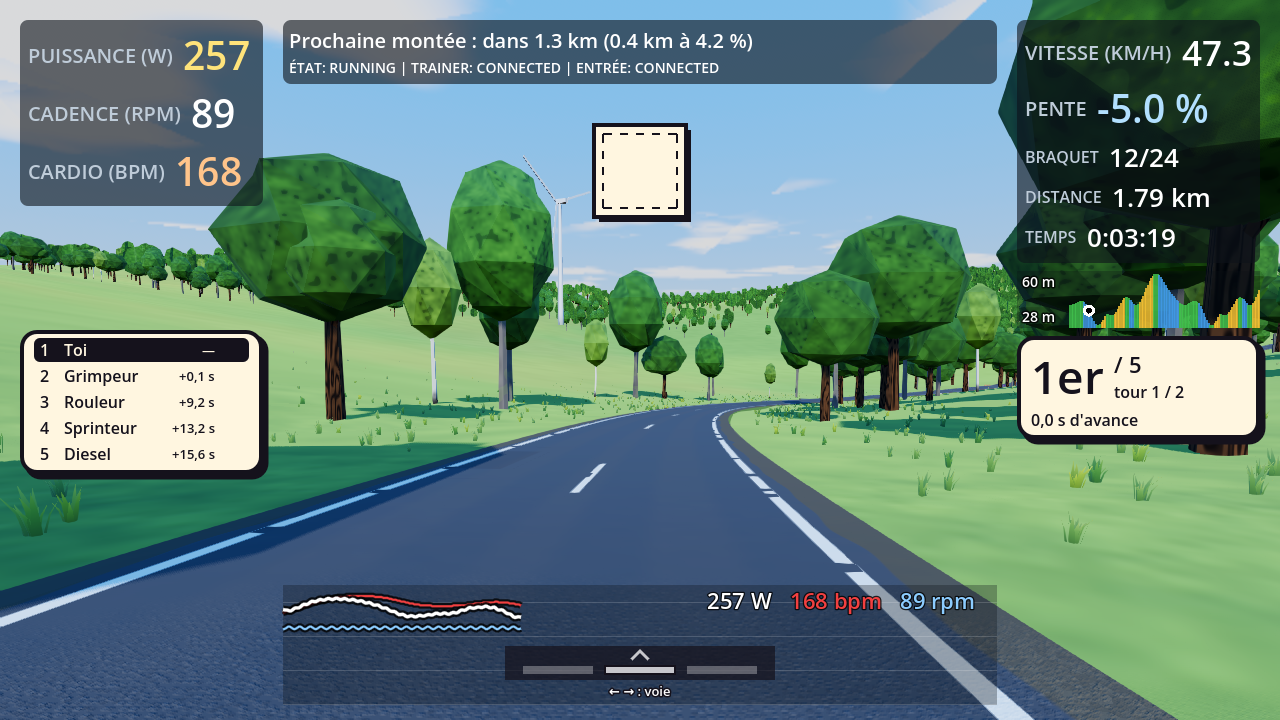 PUISSANCE (W) 257
CADENCE (RPM) 89
CARDIO (BPM) 168
Prochaine montée : dans 1.3 km (0.4 km à 4.2 %)
ÉTAT: RUNNING | TRAINER: CONNECTED | ENTRÉE: CONNECTED
VITESSE (KM/H) 47.3
PENTE -5.0 %
BRAQUET 12/24
DISTANCE 1.79 km
TEMPS 0:03:19
60 m
28 m
1 Toi —
2 Grimpeur +0,1 s
3 Rouleur +9,2 s
4 Sprinteur +13,2 s
5 Diesel +15,6 s
1er / 5
tour 1 / 2
0,0 s d'avance
257 W 168 bpm 89 rpm
← → : voie